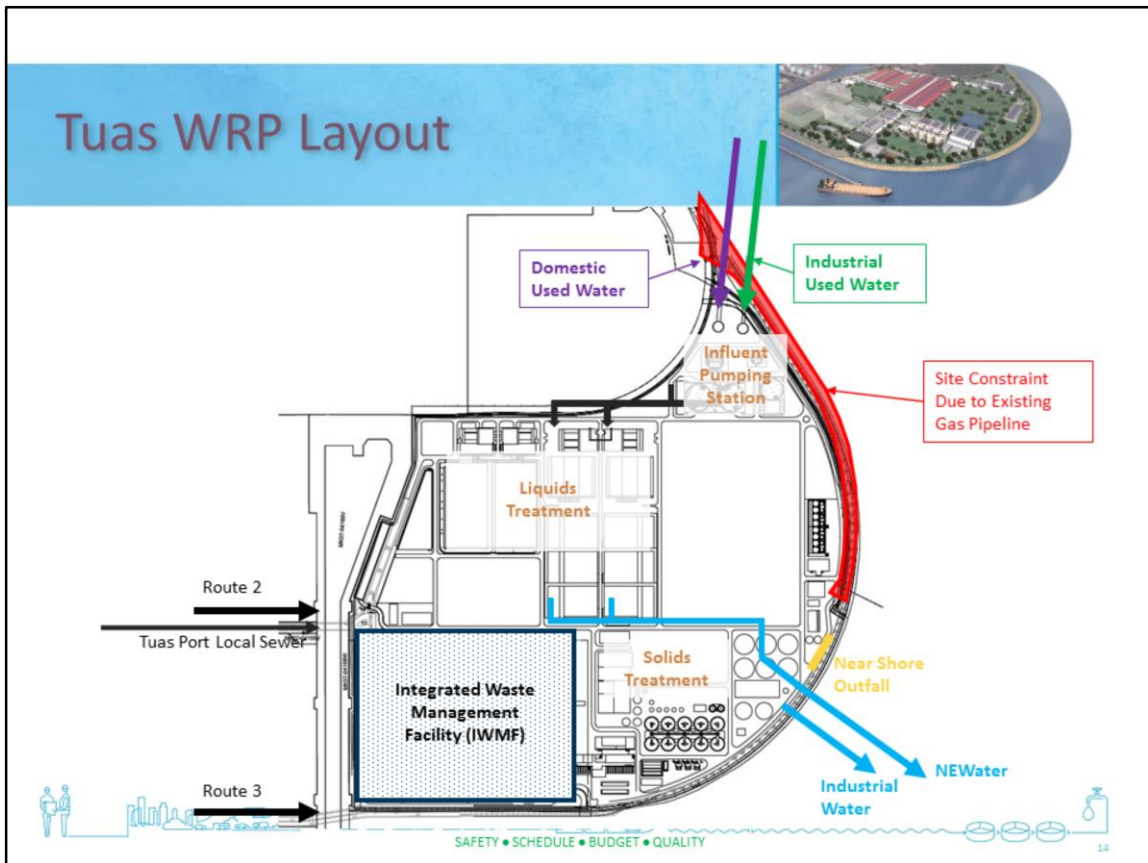 Tuas WRP Layout
Domestic
Used Water
Industrial
Used Water
Influent
Pumping
Station
Site Constraint
Due to Existing
Gas Pipeline
Liquids
Treatment
Route 2
Tuas Port Local Sewer
Solids
Treatment
Near Shore
Outfall
Integrated Waste
Management
Facility (IWMF)
NEWater
Industrial
Water
Route 3
SAFETY ● SCHEDULE ● BUDGET ● QUALITY
14